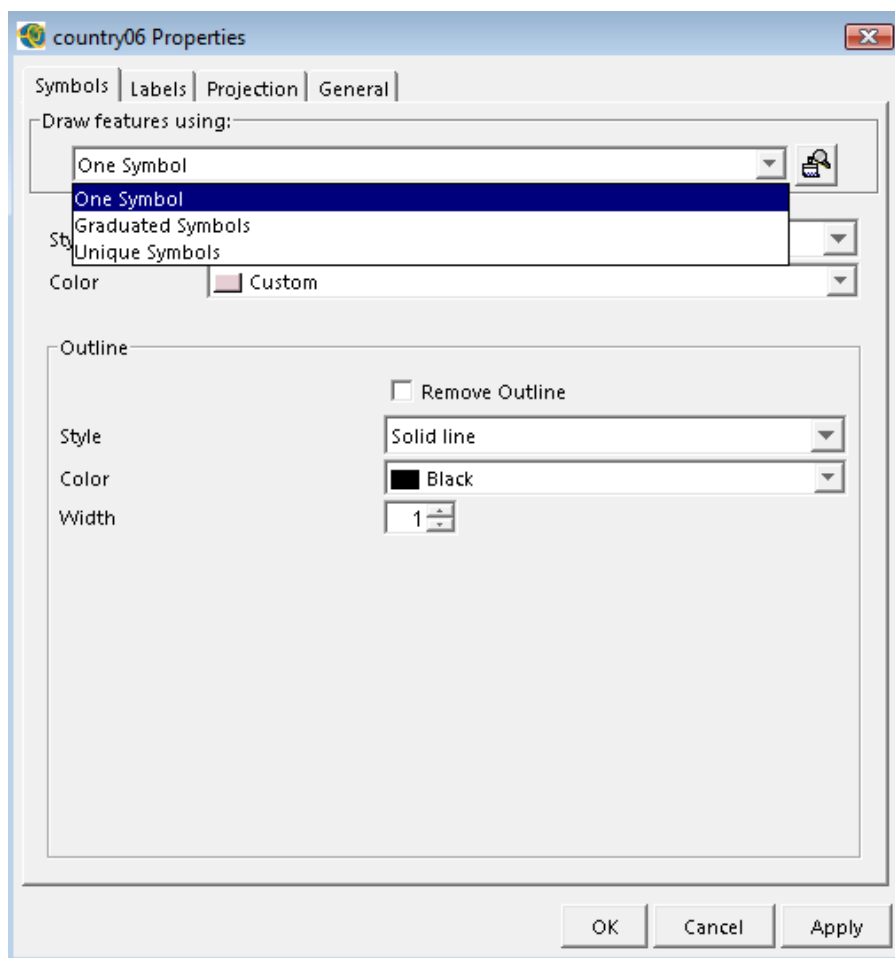 country06 Properties
Symbols Labels Projection General
Draw features using:
One Symbol
One Symbol
Graduated Symbols
Unique Symbols
Color Custom
Outline
Remove Outline
Style Solid line
Color Black
Width 1
OK Cancel Apply